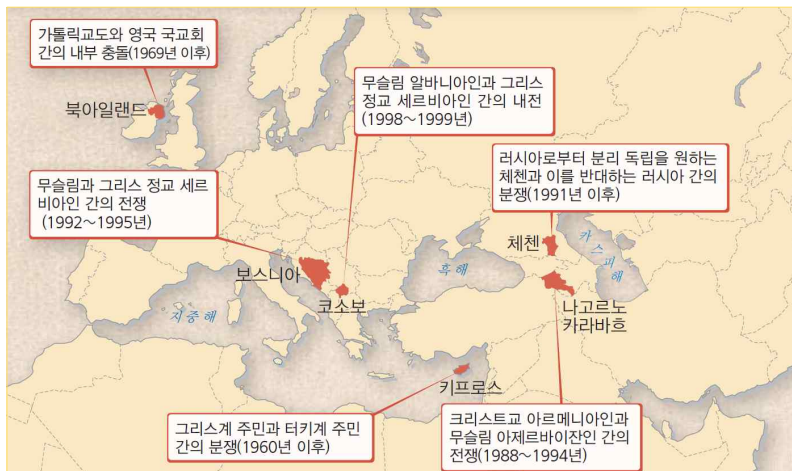 가톨릭교도와 영국 국교회
간의 내부 충돌(1969년 이후)
북아일랜드
무슬림 알바니아인과 그리스
정교 세르비아인 간의 내전
(1998~1999년)
러시아로부터 분리 독립을 원하는
체첸과 이를 반대하는 러시아 간의
분쟁(1991년 이후)
무슬림과 그리스 정교 세르
비아인 간의 전쟁
(1992~1995년)
체첸
카스피해
흑해
보스니아
코소보
나고르노
카라바흐
지중해
키프로스
그리스계 주민과 터키계 주민
간의 분쟁(1960년 이후)
크리스트교 아르메니아인과
무슬림 아제르바이잔인 간의
전쟁(1988~1994년)